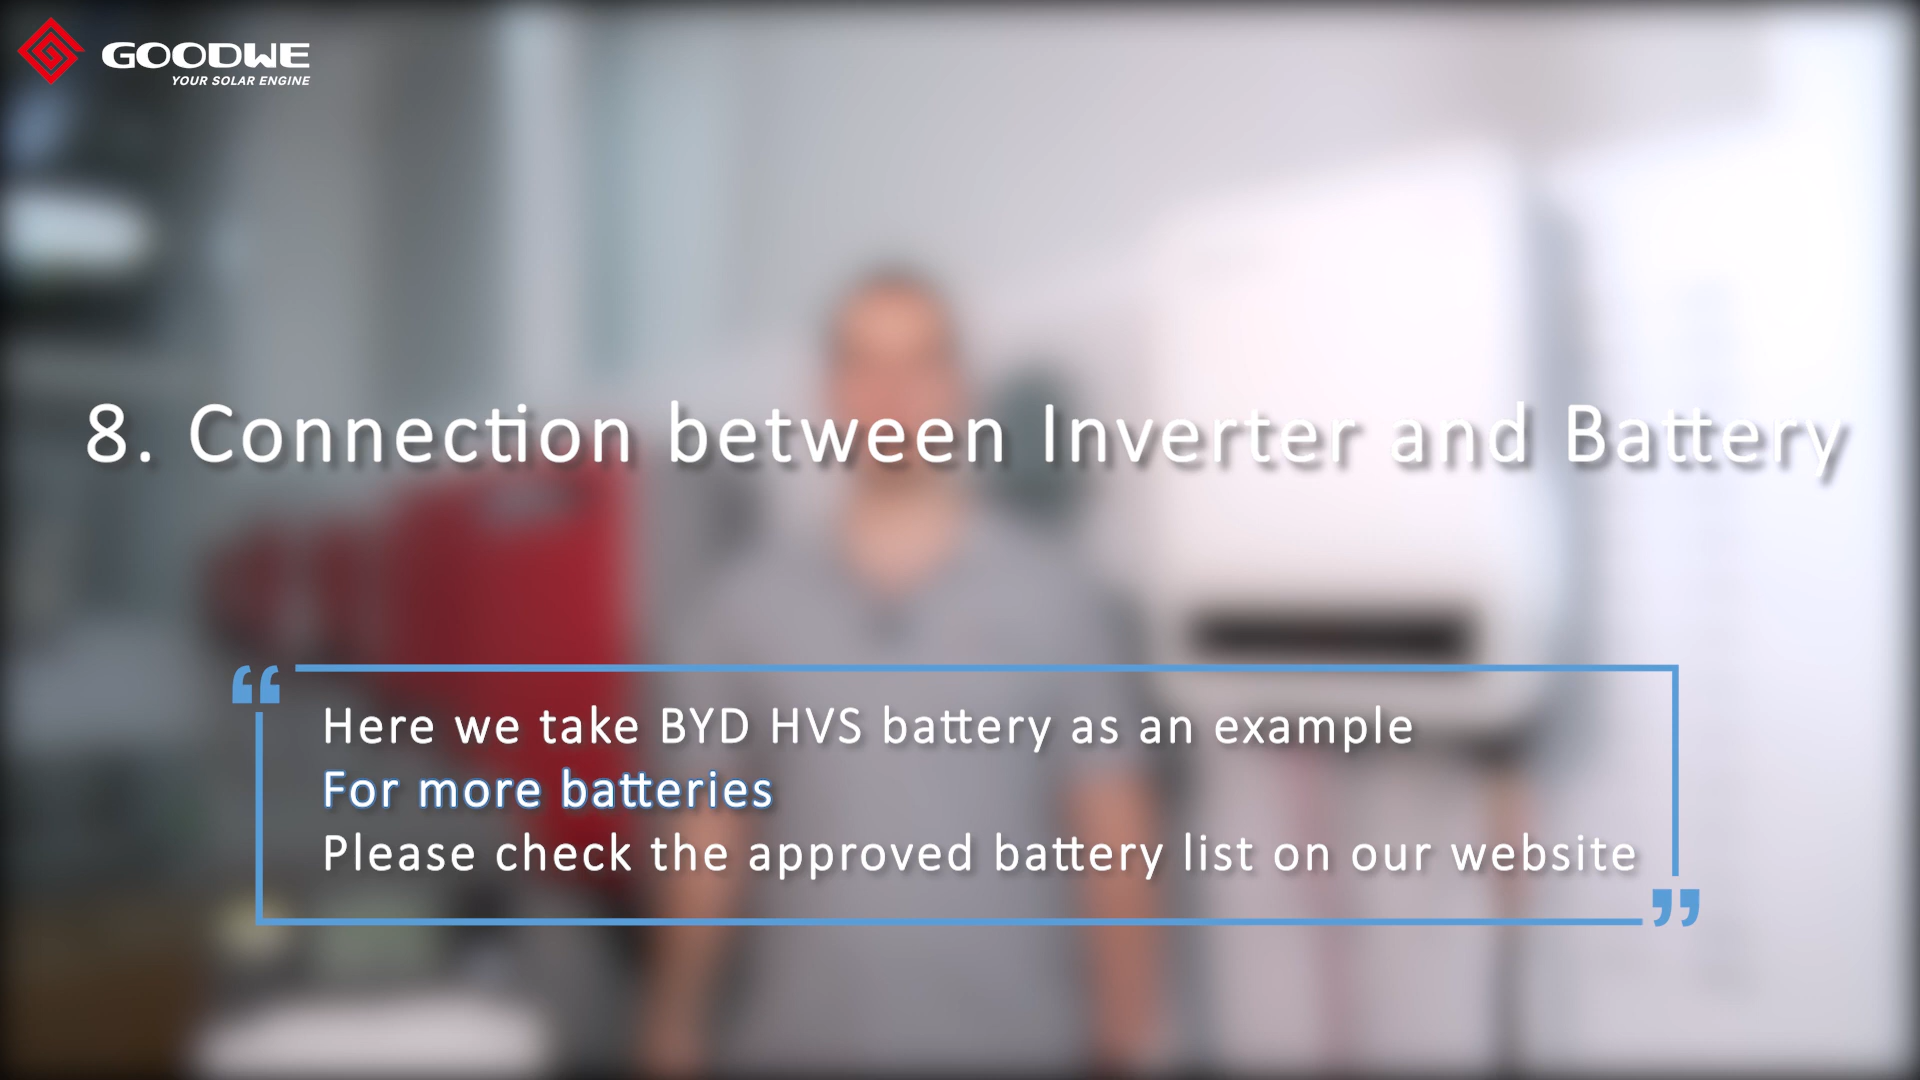 GOODWE
YOUR SOLAR ENGINE
8. Connection between Inverter and Battery
“
Here we take BYD HVS battery as an example
For more batteries
Please check the approved battery list on our website
”